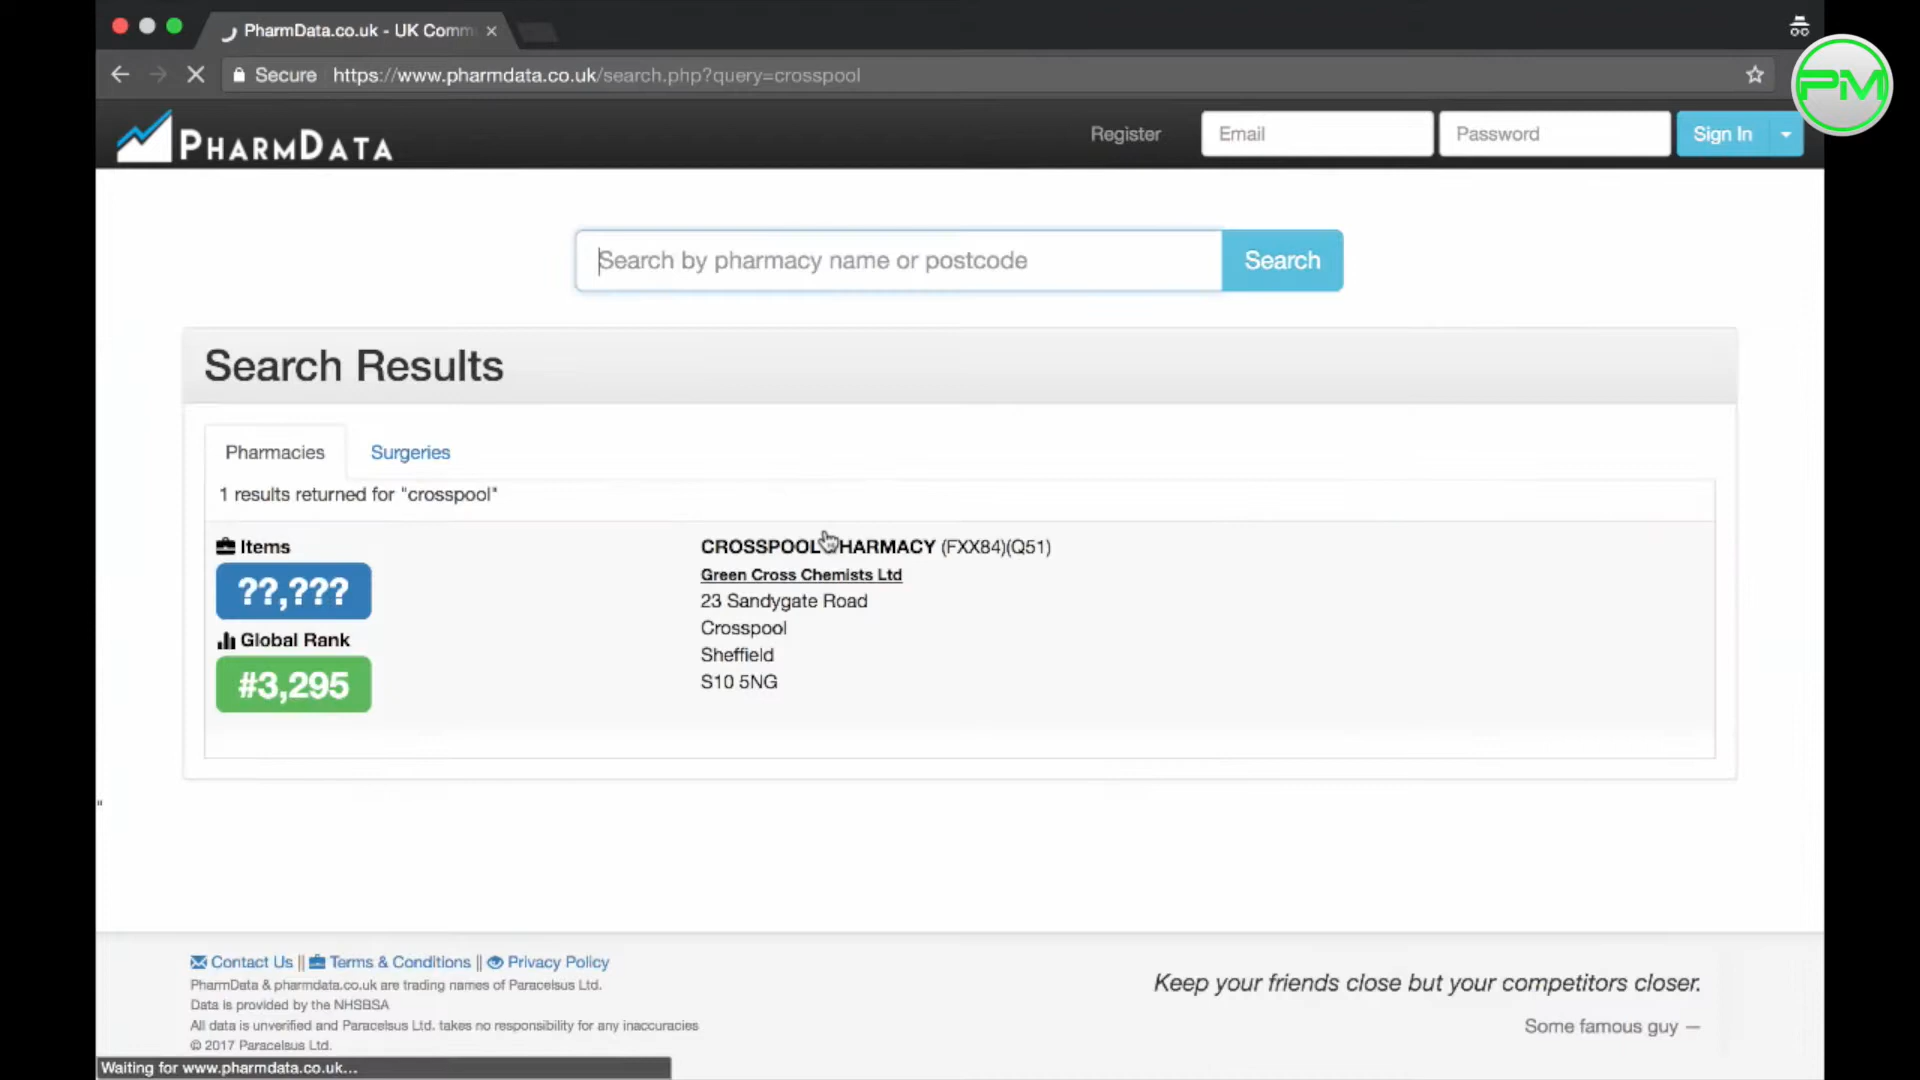 PharmData.co.uk - UK Comm
Secure https://www.pharmdata.co.uk/search.php?query=crosspool
PM
PHARMDATA
Register
Email
Password
Sign In
Search by pharmacy name or postcode
Search
Search Results
Pharmacies
Surgeries
1 results returned for "crosspool"
Items
??,???
Global Rank
#3,295
CROSSPOOL HARMACY (FXX84)(Q51)
Green Cross Chemists Ltd
23 Sandygate Road
Crosspool
Sheffield
S10 5NG
"
Contact Us || Terms & Conditions || Privacy Policy
PharmData & pharmdata.co.uk are trading names of Paracelsus Ltd.
Data is provided by the NHSBSA
All data is unverified and Paracelsus Ltd. takes no responsibility for any inaccuracies
© 2017 Paracelsus Ltd.
Keep your friends close but your competitors closer.
Some famous guy —
Waiting for www.pharmdata.co.uk...